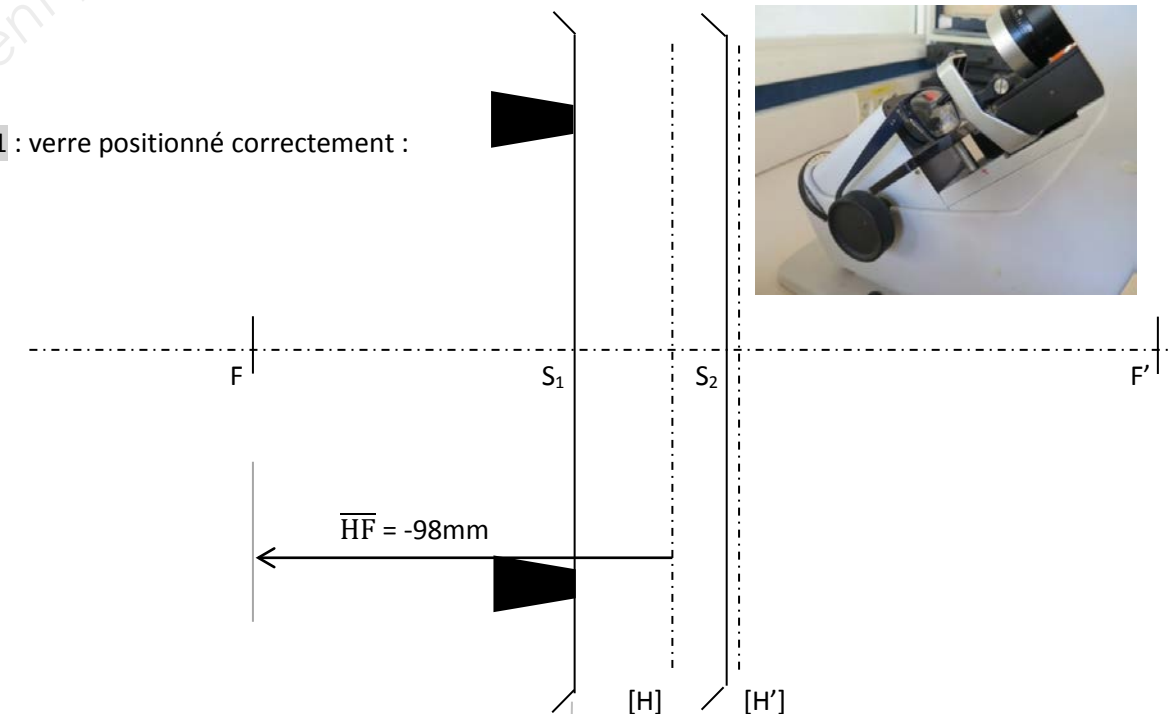 1 : verre positionné correctement :
F
S₁
S₂
F’
HF = -98mm
[H]
[H’]